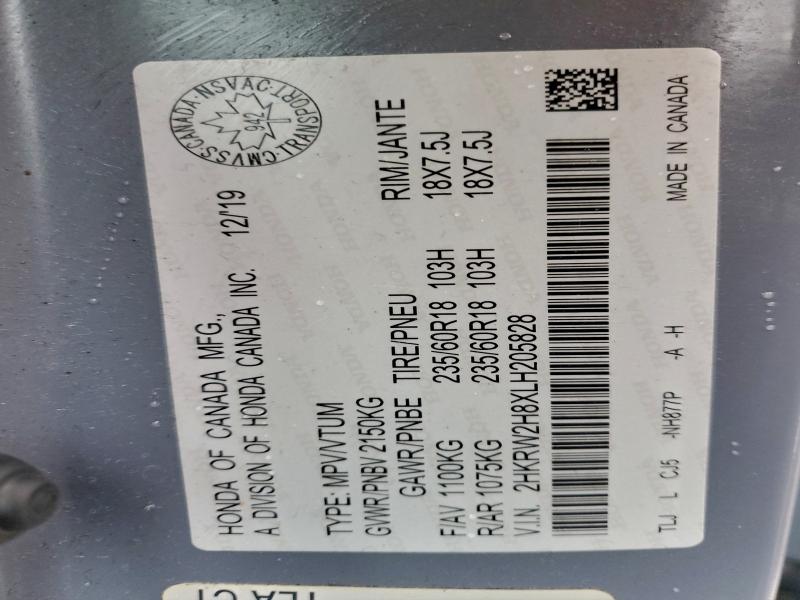 HONDA OF CANADA MFG.,
A DIVISION OF HONDA CANADA INC. 12/'19
CMVSS·CANADA·NSVAC·TRANSPORT
942
TYPE: MPV/VTUM
GVWR/PNBV 2150KG
GAWR/PNBE TIRE/PNEU RIM/JANTE
F/AV 1100KG 235/60R18 103H 18X7.5J
R/AR 1075KG 235/60R18 103H 18X7.5J
V.I.N. 2HKRW2H8XLH205828
TLJ L CJ5 -NH877P -A -H MADE IN CANADA